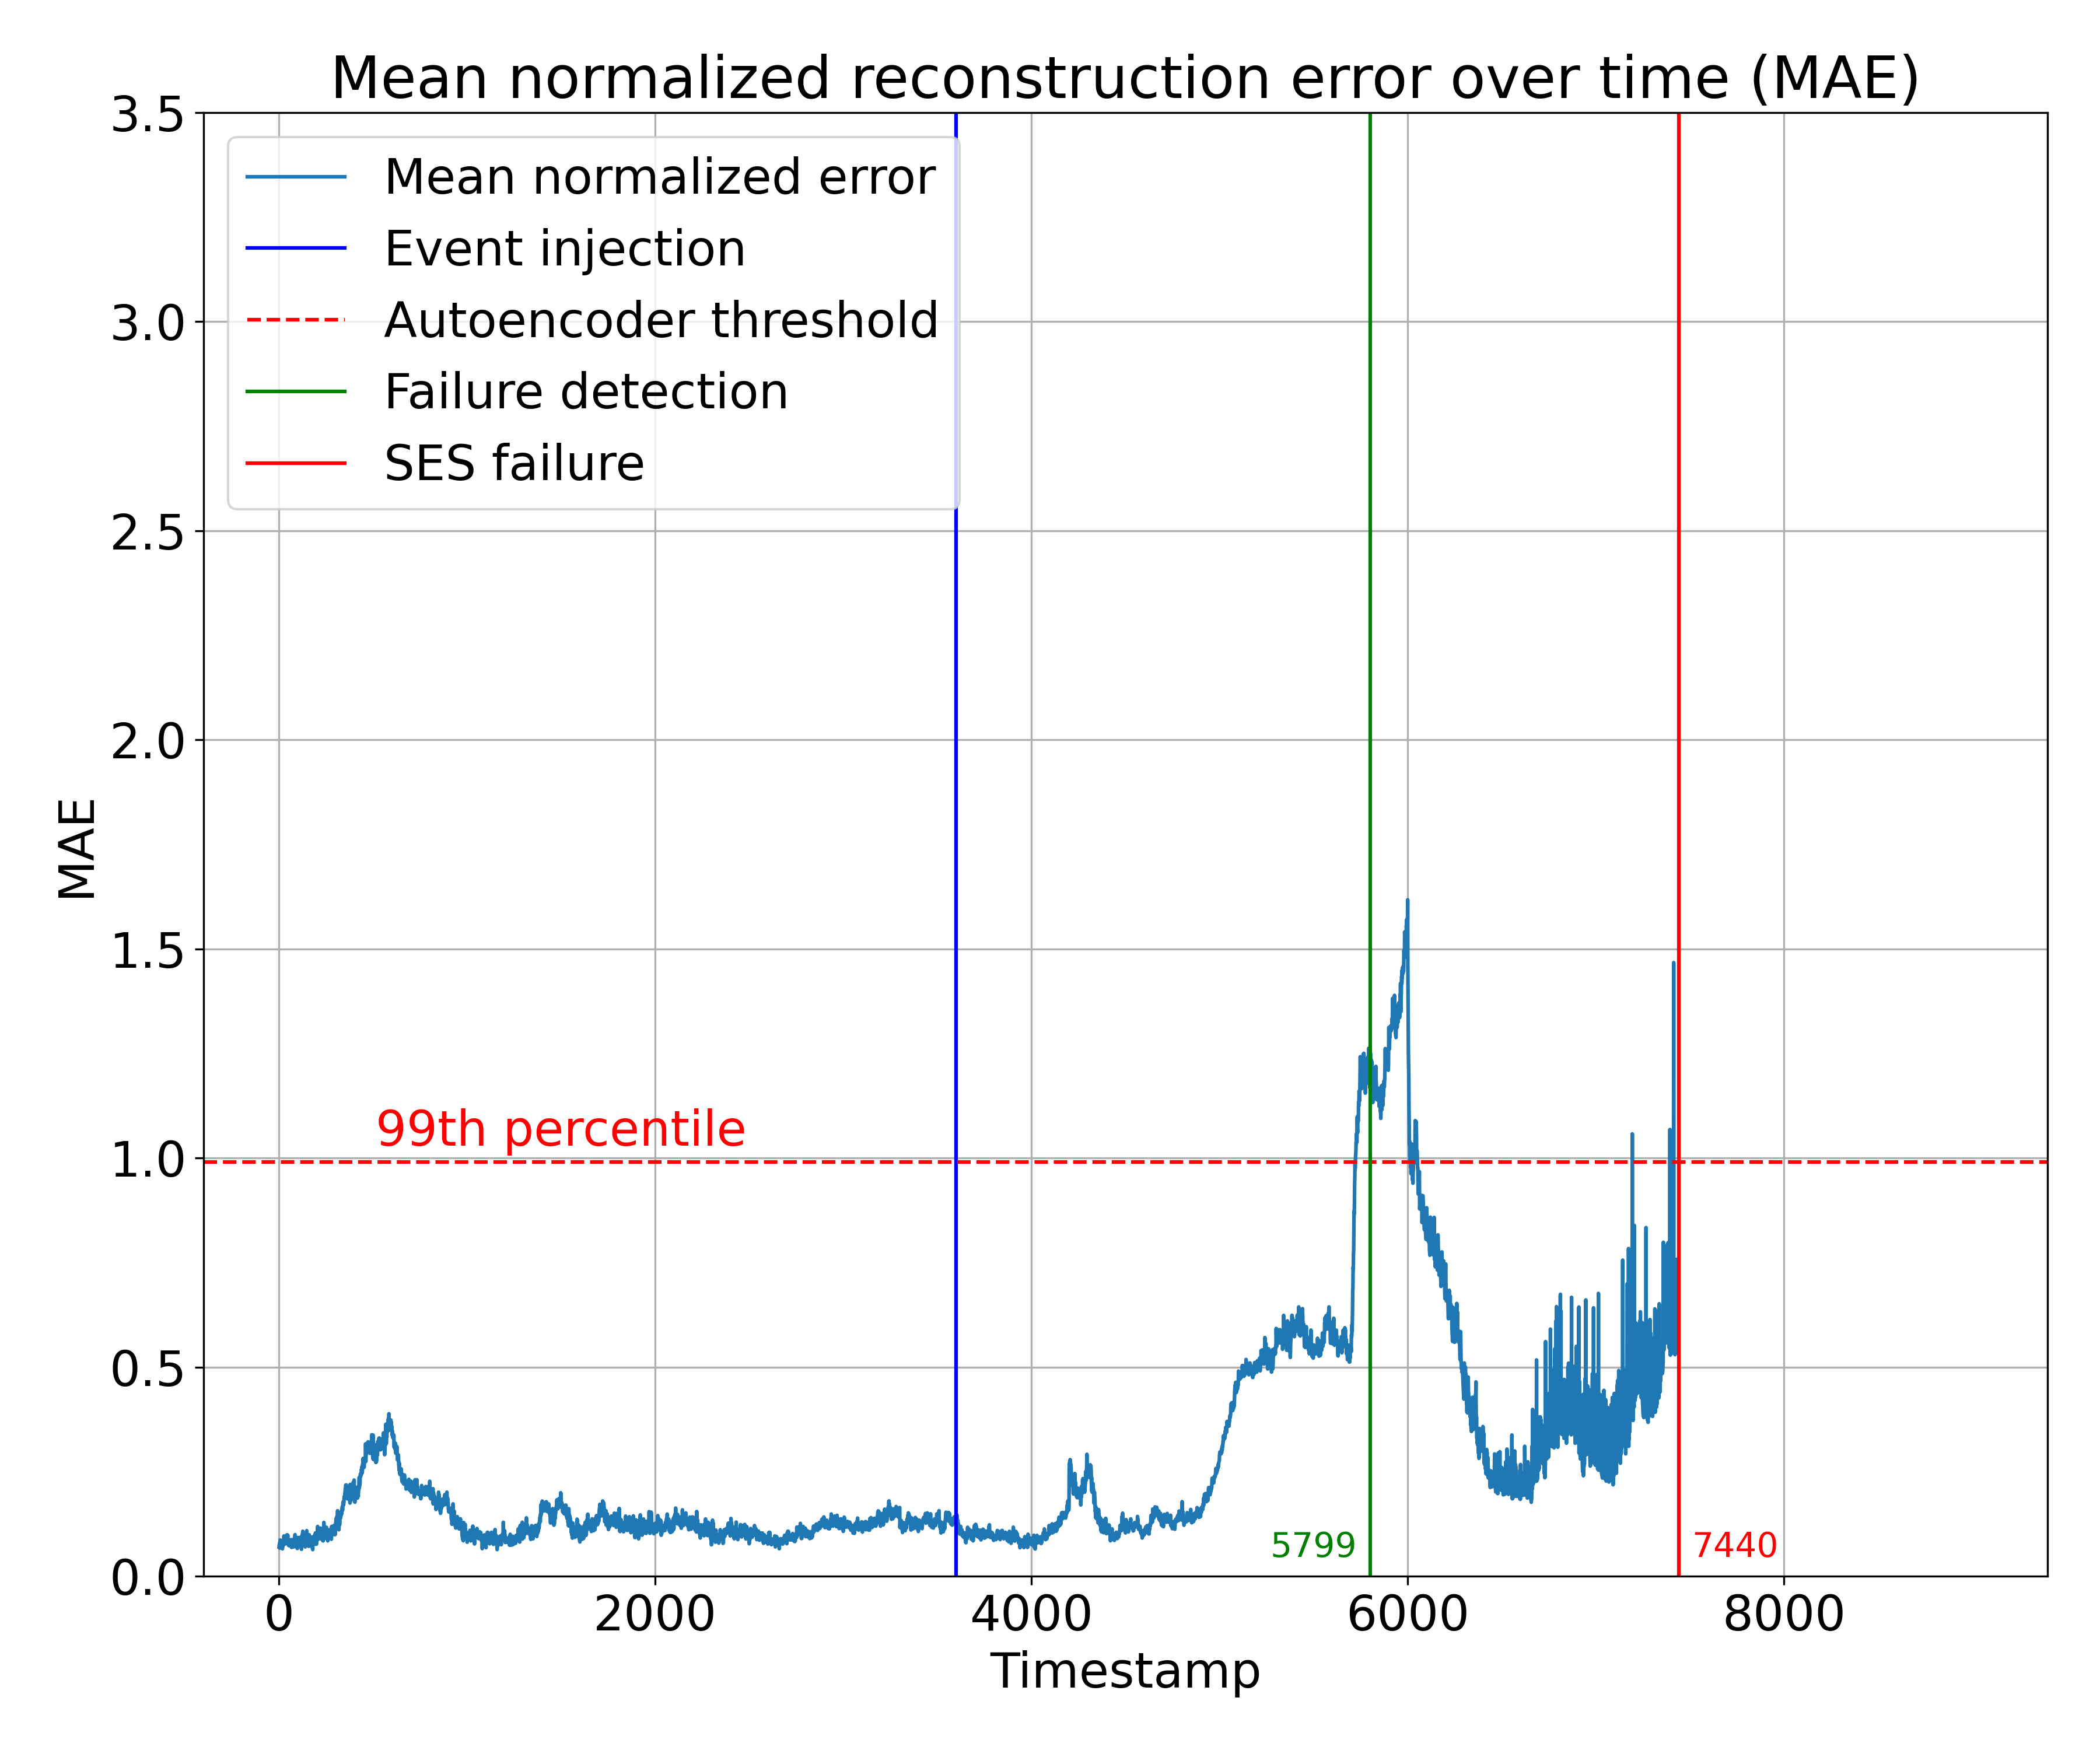 Mean normalized reconstruction error over time (MAE)
3.5
3.0
2.5
2.0
1.5
1.0
0.5
0.0
MAE
Mean normalized error
Event injection
Autoencoder threshold
Failure detection
SES failure
99th percentile
5799
7440
0 2000 4000 6000 8000
Timestamp